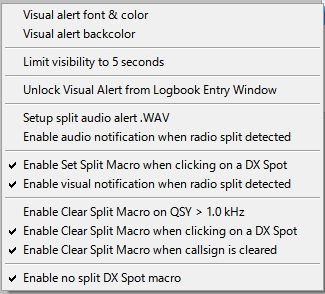 Visual alert font & color
Visual alert backcolor
Limit visibility to 5 seconds
Unlock Visual Alert from Logbook Entry Window
Setup split audio alert .WAV
Enable audio notification when radio split detected
Enable Set Split Macro when clicking on a DX Spot
Enable visual notification when radio split detected
Enable Clear Split Macro on QSY > 1.0 kHz
Enable Clear Split Macro when clicking on a DX Spot
Enable Clear Split Macro when callsign is cleared
Enable no split DX Spot macro